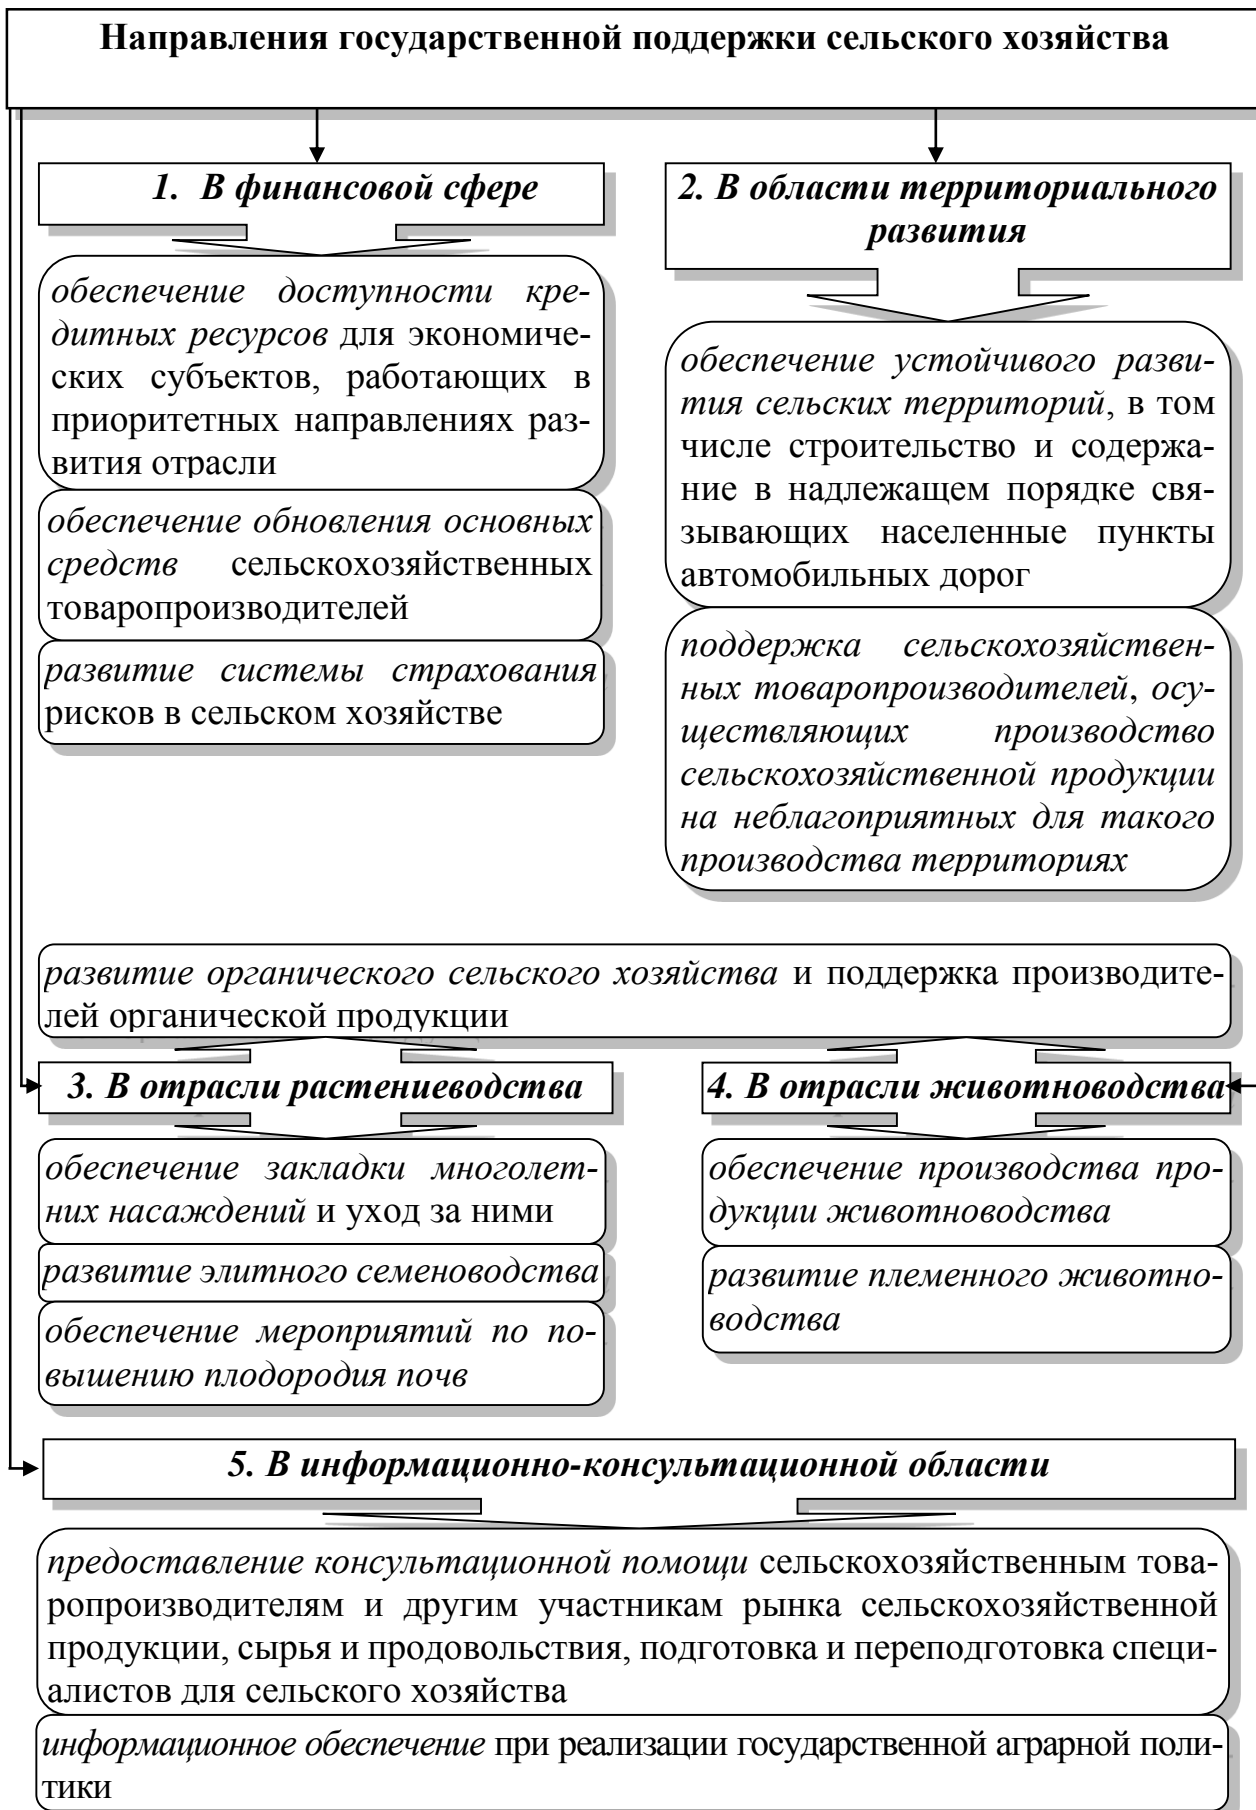 Направления государственной поддержки сельского хозяйства
1. В финансовой сфере
обеспечение доступности кре-
дитных ресурсов для экономиче-
ских субъектов, работающих в
приоритетных направлениях раз-
вития отрасли
обеспечение обновления основных
средств сельскохозяйственных
товаропроизводителей
развитие системы страхования
рисков в сельском хозяйстве
2. В области территориального
развития
обеспечение устойчивого разви-
тия сельских территорий, в том
числе строительство и содержа-
ние в надлежащем порядке свя-
зывающих населенные пункты
автомобильных дорог
поддержка сельскохозяйствен-
ных товаропроизводителей, осу-
ществляющих производство
сельскохозяйственной продукции
на неблагоприятных для такого
производства территориях
развитие органического сельского хозяйства и поддержка производите-
лей органической продукции
3. В отрасли растениеводства
обеспечение закладки многолет-
них насаждений и уход за ними
развитие элитного семеноводства
обеспечение мероприятий по по-
вышению плодородия почв
4. В отрасли животноводства
обеспечение производства про-
дукции животноводства
развитие племенного животно-
водства
5. В информационно-консультационной области
предоставление консультационной помощи сельскохозяйственным това-
ропроизводителям и другим участникам рынка сельскохозяйственной
продукции, сырья и продовольствия, подготовка и переподготовка специ-
алистов для сельского хозяйства
информационное обеспечение при реализации государственной аграрной поли-
тики